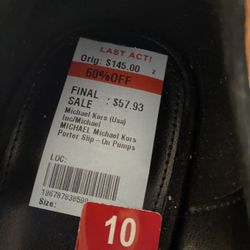 LAST ACT!
Orig: $145.00 2
60%OFF
FINAL
SALE $57.93
Michael Kors (Usa)
Inc/Michael
MICHAEL Michael Kors
Porter Slip-On Pumps
LOC:
Size:
10